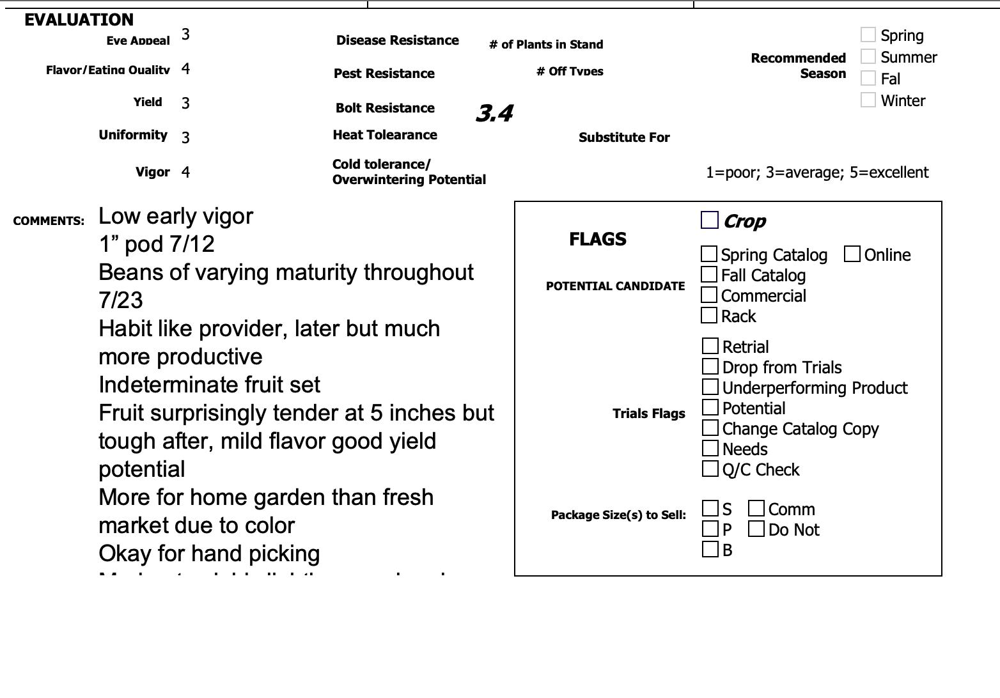 EVALUATION
Eye Appeal 3
Flavor/Eating Quality 4
Yield 3
Uniformity 3
Vigor 4
Disease Resistance
Pest Resistance
Bolt Resistance
Heat Tolearance
Cold tolerance/
Overwintering Potential
3.4
# of Plants in Stand
# Off Types
Substitute For
Recommended
Season
Spring
Summer
Fal
Winter
1=poor; 3=average; 5=excellent
COMMENTS:
Low early vigor
1” pod 7/12
Beans of varying maturity throughout
7/23
Habit like provider, later but much
more productive
Indeterminate fruit set
Fruit surprisingly tender at 5 inches but
tough after, mild flavor good yield
potential
More for home garden than fresh
market due to color
Okay for hand picking
FLAGS
Crop
POTENTIAL CANDIDATE
Spring Catalog Online
Fall Catalog
Commercial
Rack
Trials Flags
Retrial
Drop from Trials
Underperforming Product
Potential
Change Catalog Copy
Needs
Q/C Check
Package Size(s) to Sell:
S Comm
P Do Not
B